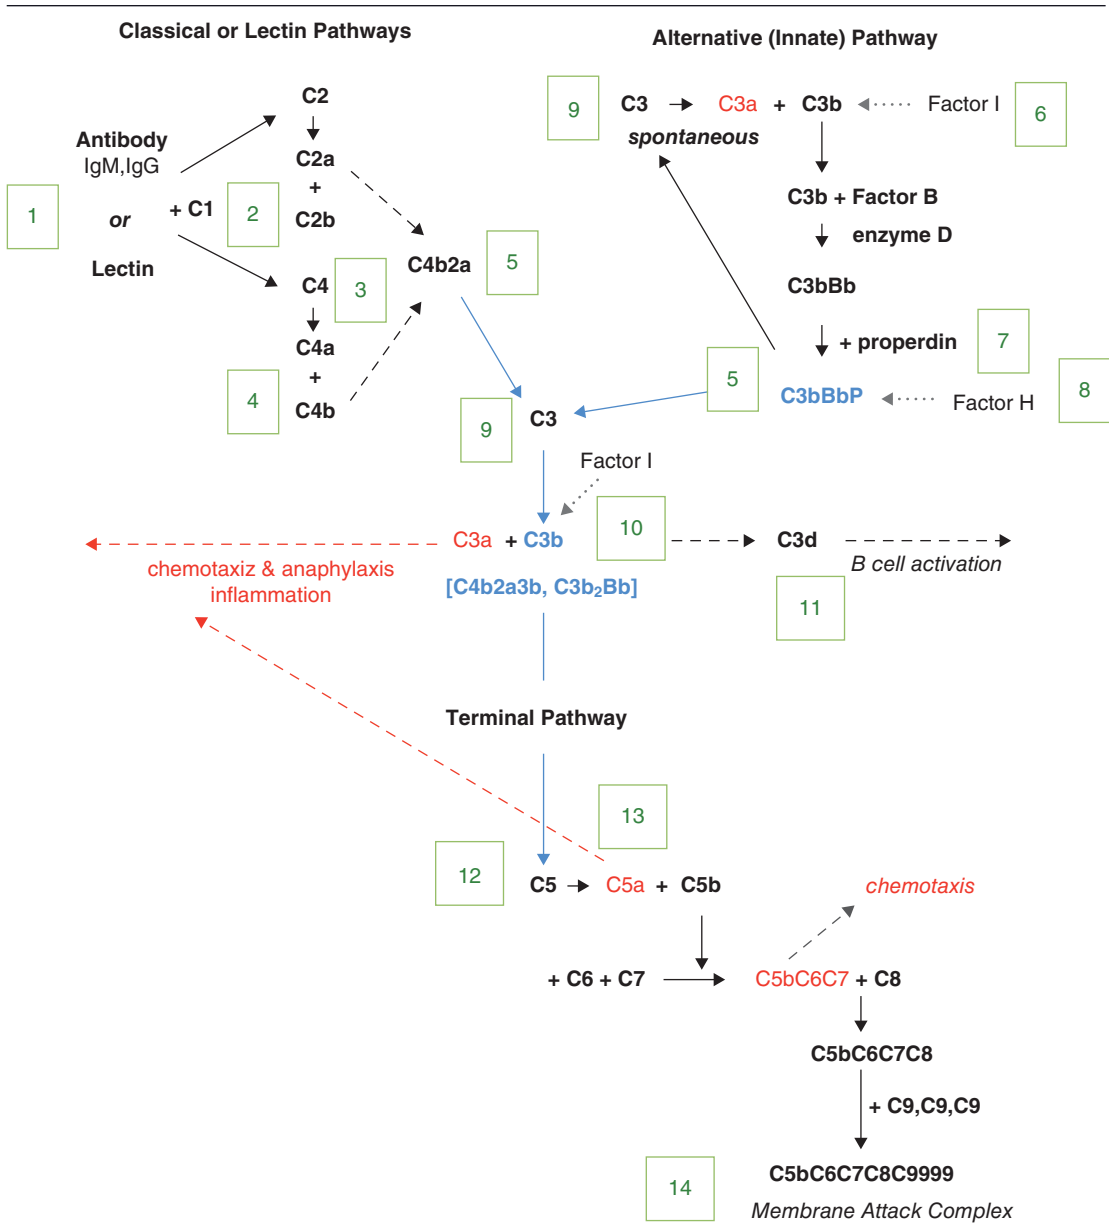 Classical or Lectin Pathways
Alternative (Innate) Pathway
C2
C2a
+
C2b
Antibody
IgM,IgG
or
Lectin
1
+ C1
2
C4
3
C4a
+
C4b
4
C4b2a
5
9
C3
C3a + C3b
spontaneous
Factor I
6
C3b + Factor B
enzyme D
C3bBb
+ properdin
7
5
C3bBbP
Factor H
8
9
C3
Factor I
C3a + C3b
10
C3d
B cell activation
11
chemotaxiz & anaphylaxis
inflammation
[C4b2a3b, C3b₂Bb]
Terminal Pathway
13
12
C5
C5a + C5b
chemotaxis
+ C6 + C7
C5bC6C7 + C8
C5bC6C7C8
+ C9,C9,C9
14
C5bC6C7C8C9999
Membrane Attack Complex